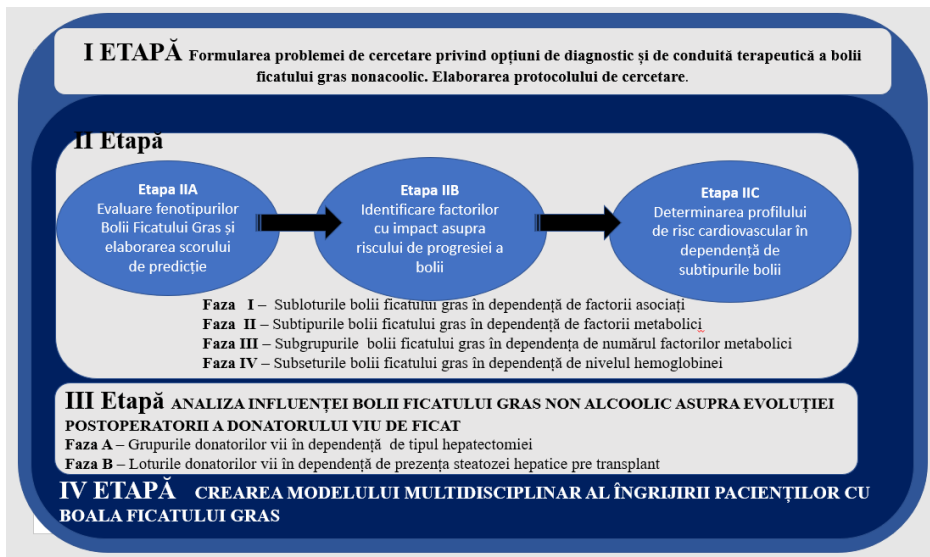 I ETAPĂ Formularea problemei de cercetare privind opțiuni de diagnostic și de conduită terapeutică a bolii
ficatului gras nonacoolic. Elaborarea protocolului de cercetare.
II Etapă
Etapa IIA
Evaluare fenotipurilor
Bolii Ficatului Gras și
elaborarea scorului
de predicție
Etapa IIB
Identificare factorilor
cu impact asupra
riscului de progresiei a
bolii
Etapa IIC
Determinarea profilului
de risc cardiovascular în
dependență de
subtipurile bolii
Faza I – Subloturile bolii ficatului gras în dependență de factorii asociați
Faza II – Subtipurile bolii ficatului gras în dependență de factorii metabolici
Faza III – Subgrupurile bolii ficatului gras în dependența de numărul factorilor metabolici
Faza IV – Subseturile bolii ficatului gras în dependență de nivelul hemoglobinei
III Etapă ANALIZA INFLUENȚEI BOLII FICATULUI GRAS NON ALCOOLIC ASUPRA EVOLUȚIEI
POSTOPERATORII A DONATORULUI VIU DE FICAT
Faza A – Grupurile donatorilor vii în dependență de tipul hepatectomiei
Faza B – Loturile donatorilor vii în dependență de prezența steatozei hepatice pre transplant
IV ETAPĂ CREAREA MODELULUI MULTIDISCIPLINAR AL ÎNGRIJIRII PACIENȚILOR CU
BOALA FICATULUI GRAS